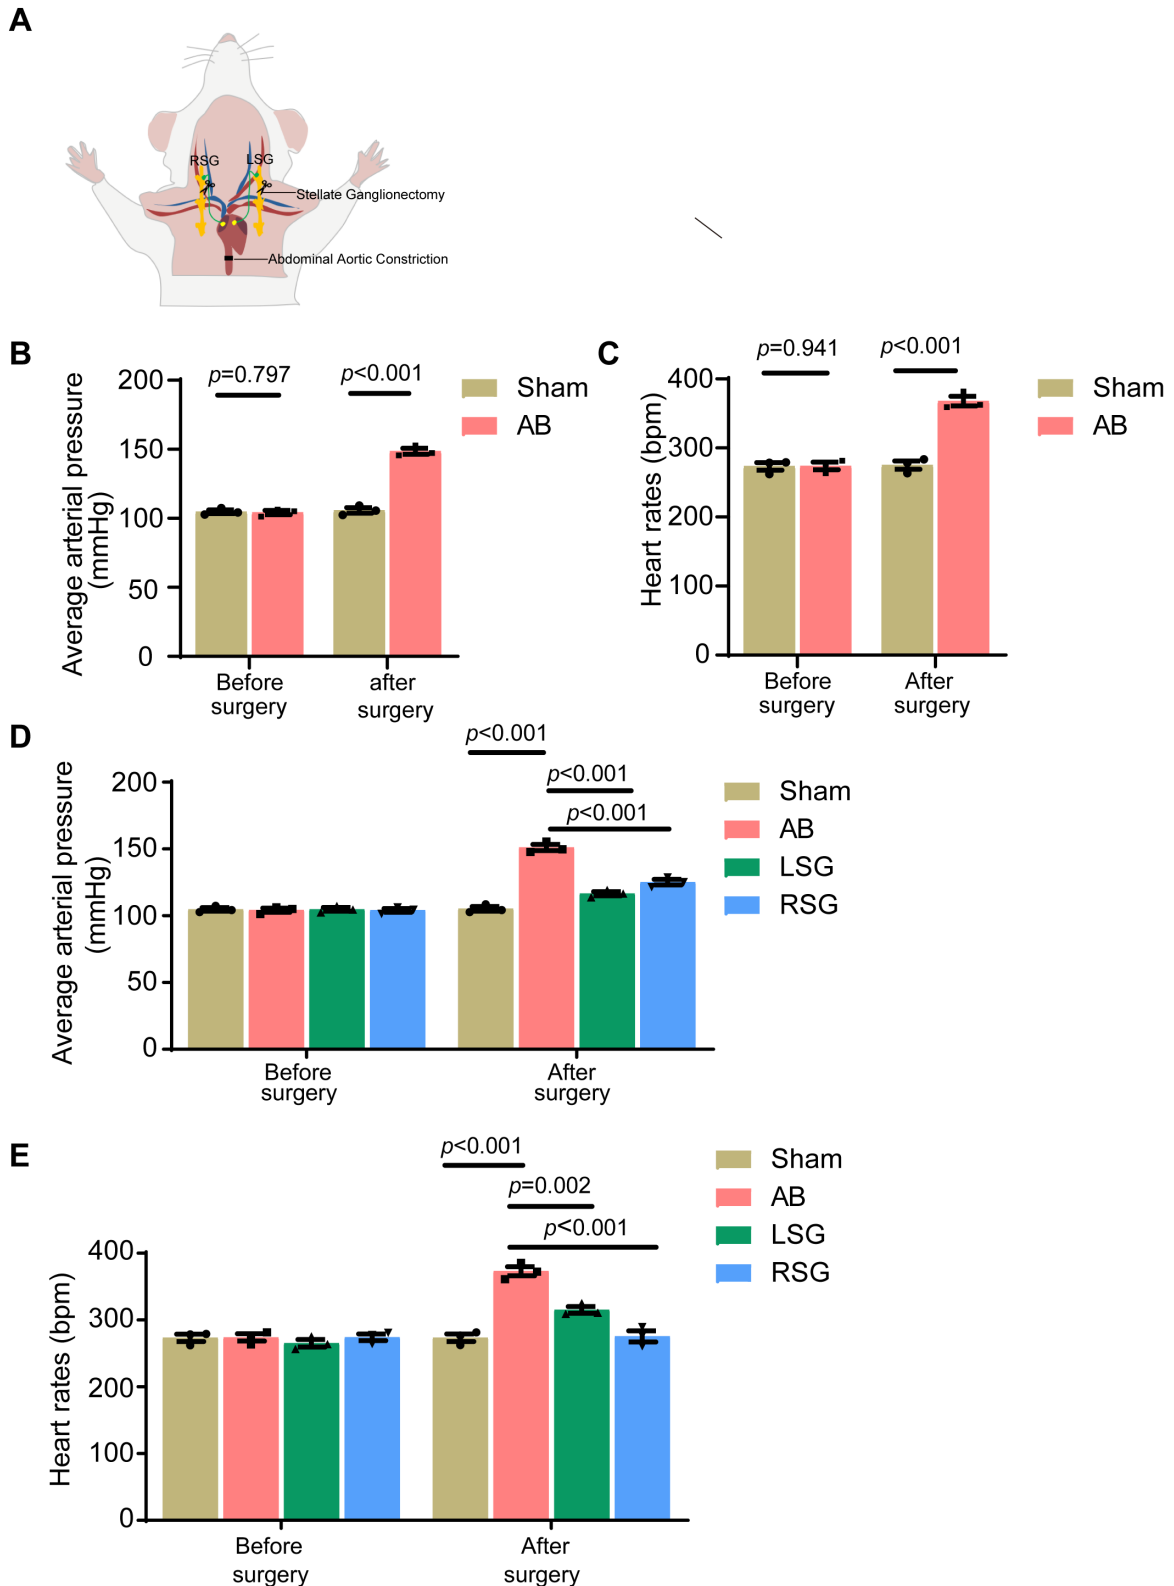 A
RSG LSG
Stellate Ganglionectomy
Abdominal Aortic Constriction
B
Average arterial pressure
(mmHg)
200
150
100
50
0
p=0.797
p<0.001
Before
surgery
after
surgery
Sham
AB
C
Heart rates (bpm)
400
300
200
100
0
p=0.941
p<0.001
Before
surgery
After
surgery
Sham
AB
D
Average arterial pressure
(mmHg)
200
150
100
50
0
p<0.001
p<0.001
p<0.001
Before
surgery
After
surgery
Sham
AB
LSG
RSG
E
Heart rates (bpm)
400
300
200
100
0
p<0.001
p=0.002
p<0.001
Before
surgery
After
surgery
Sham
AB
LSG
RSG